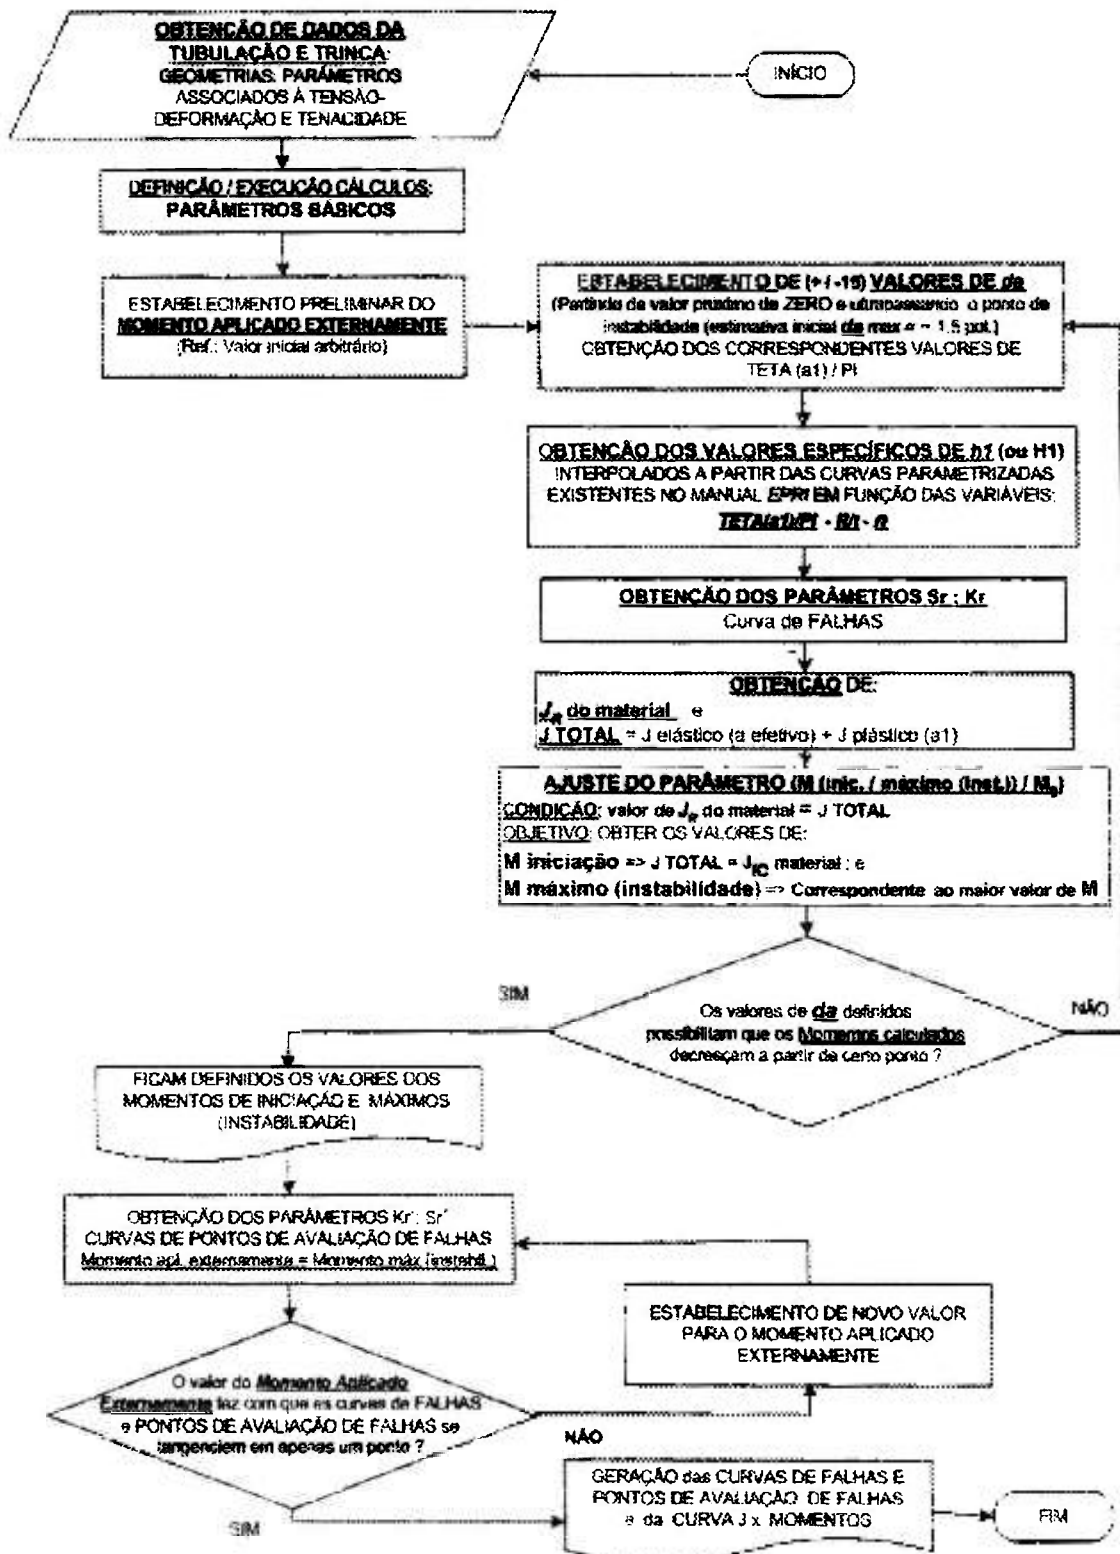 INÍCIO
OBTENÇÃO DE DADOS DA
TUBULAÇÃO E TRINCA:
GEOMETRIAS: PARÂMETROS
ASSOCIADOS À TENSÃO-
DEFORMAÇÃO E TENACIDADE
DEFINIÇÃO / EXECUÇÃO CÁLCULOS:
PARÂMETROS BÁSICOS
ESTABELECIMENTO PRELIMINAR DO
MOMENTO APLICADO EXTERNAMENTE
(Ref.: Valor inicial arbitrário)
ESTABELECIMENTO DE (+ / -15) VALORES DE da
(Partindo de valor próximo de ZERO e ultrapassando o ponto de
instabilidade (estimativa inicial da max = ~ 1.5 pol.)
OBTENÇÃO DOS CORRESPONDENTES VALORES DE
TETA (a1) / PI
OBTENÇÃO DOS VALORES ESPECÍFICOS DE h1 (ou H1)
INTERPOLADOS A PARTIR DAS CURVAS PARAMETRIZADAS
EXISTENTES NO MANUAL EPRI EM FUNÇÃO DAS VARIÁVEIS:
TETA(a1)/PI - R/t - n
OBTENÇÃO DOS PARÂMETROS Sr ; Kr
Curva de FALHAS
OBTENÇÃO DE:
J_R do material e
J TOTAL = J elástico (a efetivo) + J plástico (a1)
AJUSTE DO PARÂMETRO (M (inic. / máximo (inst.)) / M_0)
CONDIÇÃO: valor de J_R do material = J TOTAL
OBJETIVO: OBTER OS VALORES DE:
M iniciação => J TOTAL = J_IC material ; e
M máximo (instabilidade) => Correspondente ao maior valor de M
SIM
NÃO
Os valores de da definidos
possibilitam que os Momentos calculados
decresçam a partir de certo ponto ?
FICAM DEFINIDOS OS VALORES DOS
MOMENTOS DE INICIAÇÃO E MÁXIMOS
(INSTABILIDADE)
OBTENÇÃO DOS PARÂMETROS Kr' ; Sr'
CURVAS DE PONTOS DE AVALIAÇÃO DE FALHAS
Momento apl. externamente = Momento máx (instabil.)
ESTABELECIMENTO DE NOVO VALOR
PARA O MOMENTO APLICADO
EXTERNAMENTE
O valor do Momento Aplicado
Externamente faz com que as curvas de FALHAS
e PONTOS DE AVALIAÇÃO DE FALHAS se
tangenciem em apenas um ponto ?
NÃO
SIM
GERAÇÃO das CURVAS DE FALHAS E
PONTOS DE AVALIAÇÃO DE FALHAS
e da CURVA J x MOMENTOS
FIM